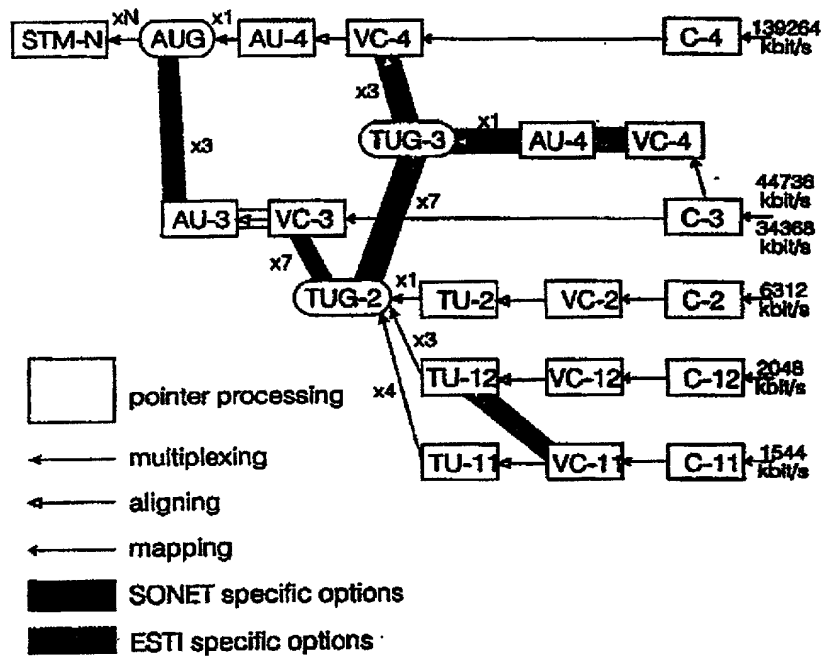 xN
x1
STM-N
AUG
AU-4
VC-4
C-4
139264
kbit/s
x3
x1
TUG-3
AU-4
VC-4
x3
44736
kbit/s
x7
AU-3
VC-3
C-3
34368
kbit/s
x7
x1
TUG-2
TU-2
VC-2
C-2
6312
kbit/s
x3
TU-12
VC-12
C-12
2048
kbit/s
x4
TU-11
VC-11
C-11
1544
kbit/s
pointer processing
multiplexing
aligning
mapping
SONET specific options
ESTI specific options